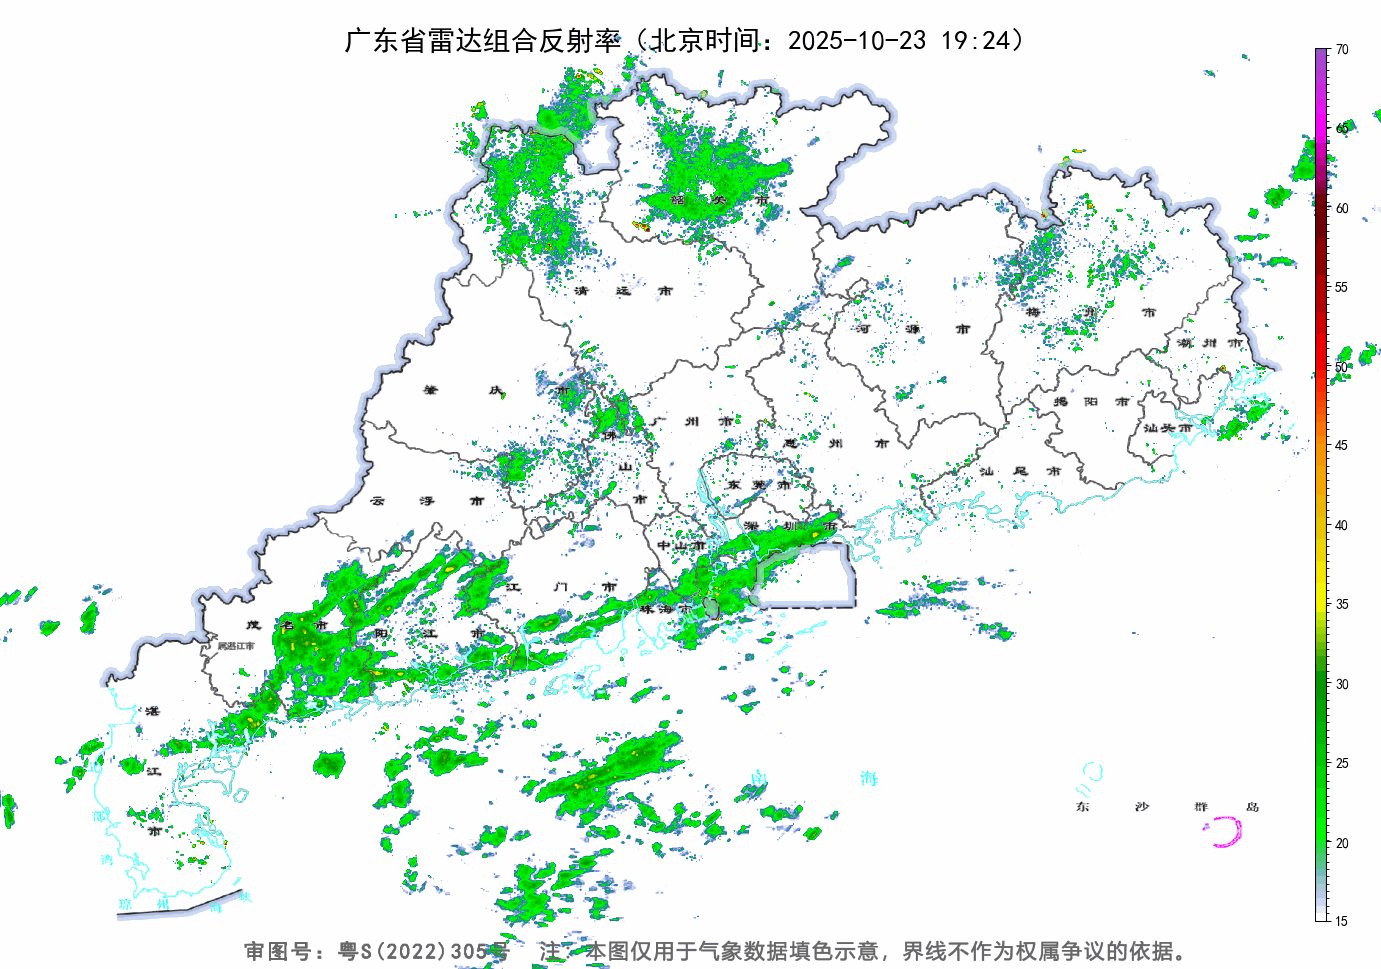 广东省雷达组合反射率（北京时间：2025-10-23 19:24）
70
65
60
55
50
45
40
35
30
25
20
15
韶关市
清远市
河源市
梅州市
潮州市
肇庆市
广州市
惠州市
揭阳市
汕头市
佛山市
东莞市
汕尾市
云浮市
深圳市
中山市
江门市
珠海市
茂名市
阳江市
属湛江市
湛江市
南海
东沙群岛
琼州海峡
审图号：粤S(2022)305号 注：本图仅用于气象数据填色示意，界线不作为权属争议的依据。